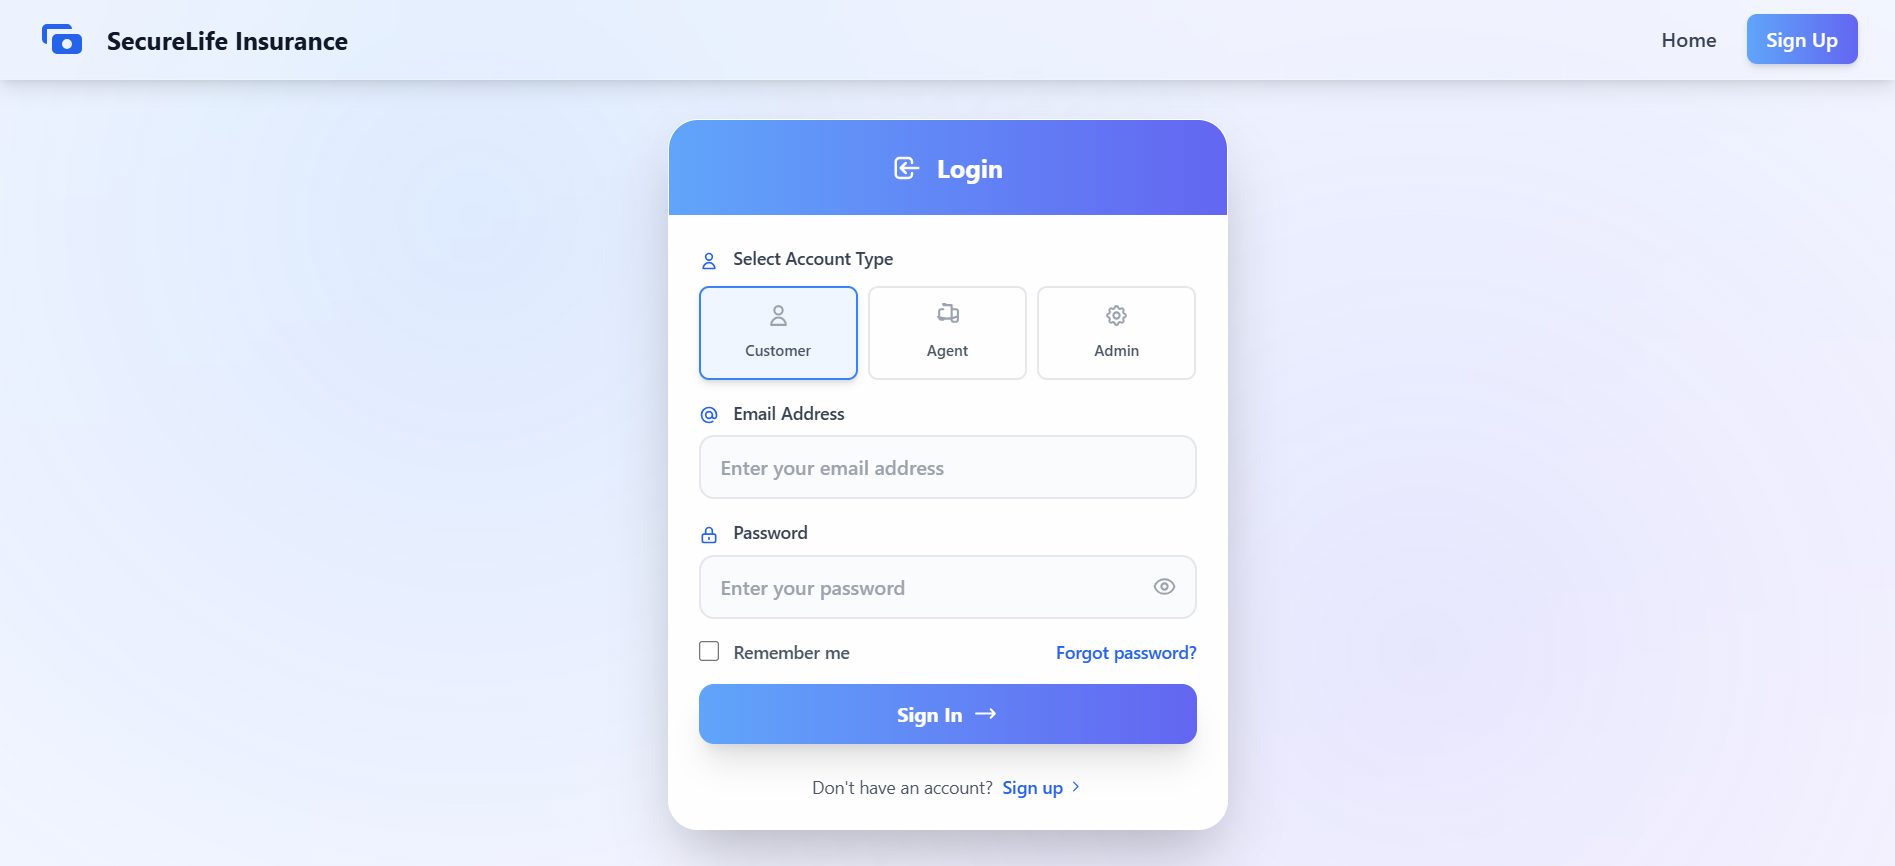 SecureLife Insurance
Home
Sign Up
Login
Select Account Type
Customer
Agent
Admin
Email Address
Enter your email address
Password
Enter your password
Remember me
Forgot password?
Sign In
Don't have an account? Sign up